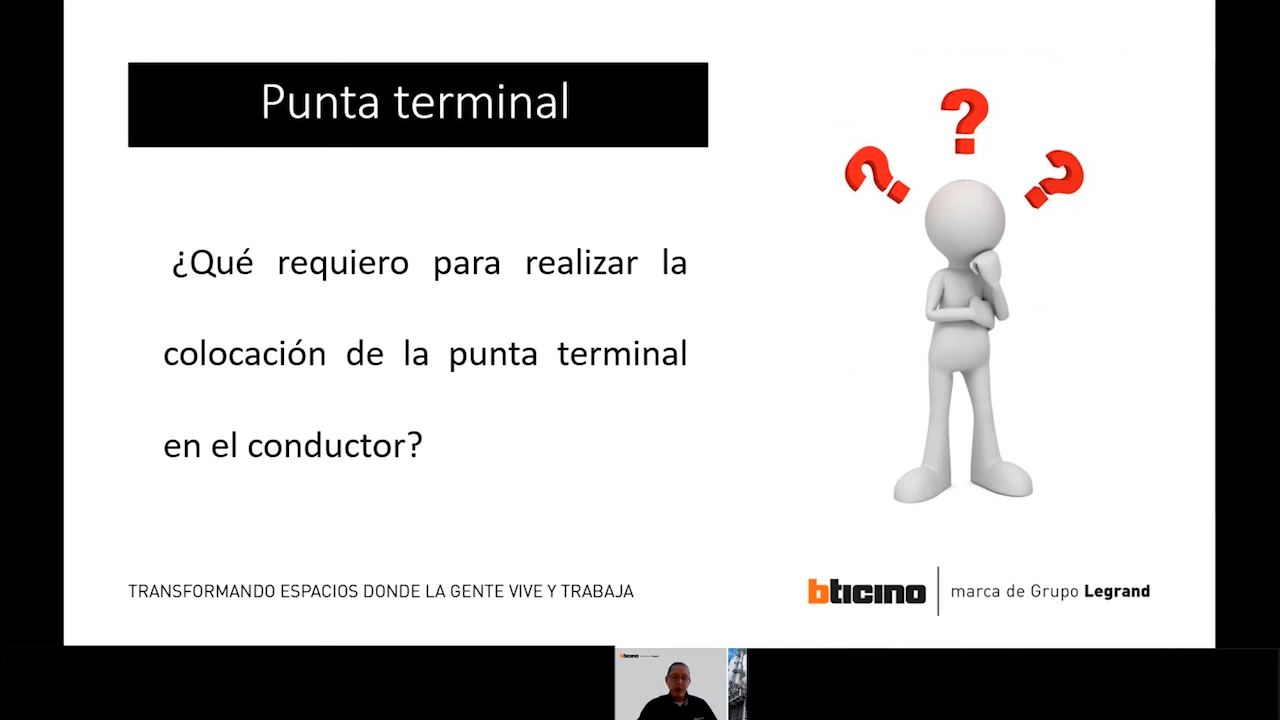 Punta terminal
¿Qué requiero para realizar la
colocación de la punta terminal
en el conductor?
TRANSFORMANDO ESPACIOS DONDE LA GENTE VIVE Y TRABAJA
bticino
marca de Grupo Legrand
bticino